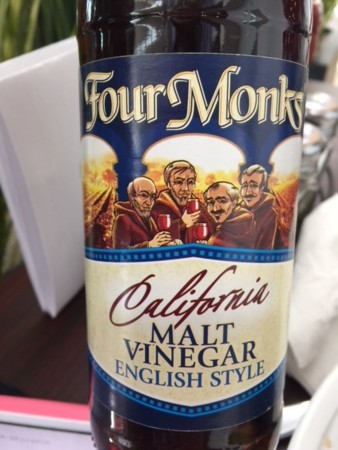 Four Monks
California
MALT
VINEGAR
ENGLISH STYLE